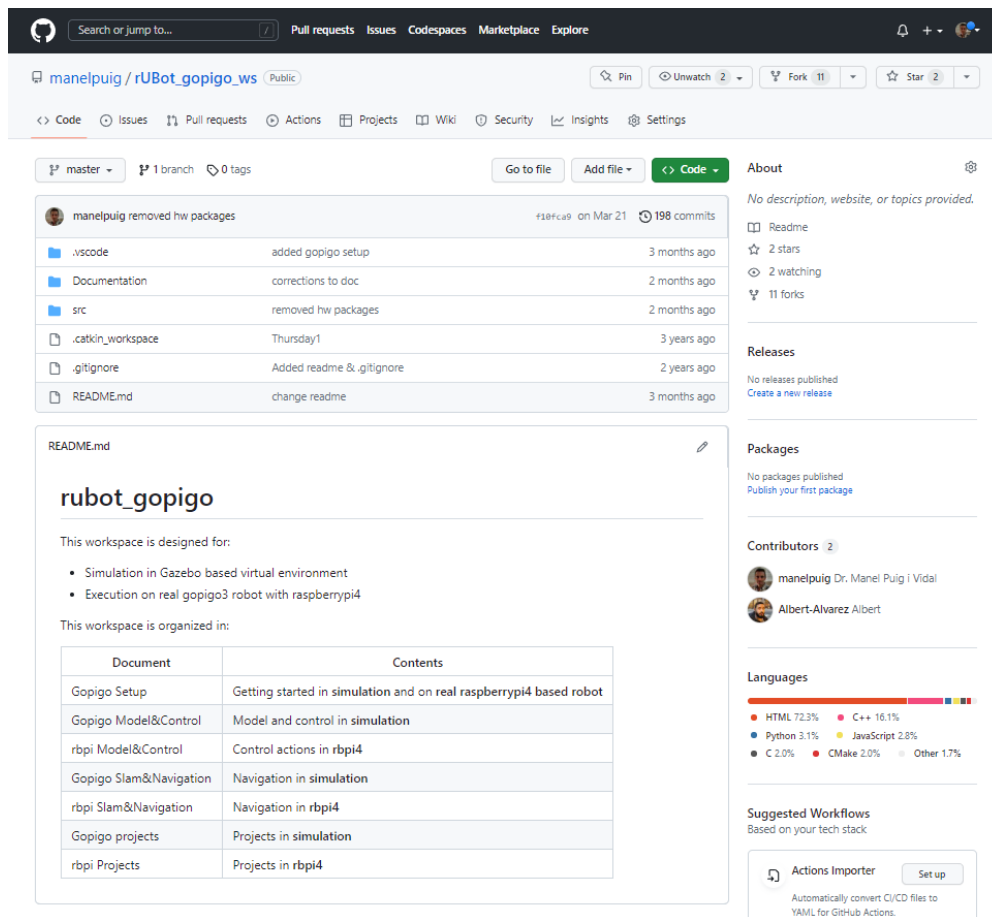 Search or jump to... /
Pull requests Issues Codespaces Marketplace Explore
manelpuig / rUBot_gopigo_ws Public
Pin Unwatch 2 Fork 11 Star 2
Code Issues Pull requests Actions Projects Wiki Security Insights Settings
master 1 branch 0 tags Go to file Add file Code
manelpuig removed hw packages f10fca9 on Mar 21 198 commits
.vscode added gopigo setup 3 months ago
Documentation corrections to doc 2 months ago
src removed hw packages 2 months ago
.catkin_workspace Thursday1 3 years ago
.gitignore Added readme & .gitignore 2 years ago
README.md change readme 3 months ago
README.md
rubot_gopigo
This workspace is designed for:
• Simulation in Gazebo based virtual environment
• Execution on real gopigo3 robot with raspberrypi4
This workspace is organized in:
Document Contents
Gopigo Setup Getting started in simulation and on real raspberrypi4 based robot
Gopigo Model&Control Model and control in simulation
rbpi Model&Control Control actions in rbpi4
Gopigo Slam&Navigation Navigation in simulation
rbpi Slam&Navigation Navigation in rbpi4
Gopigo projects Projects in simulation
rbpi Projects Projects in rbpi4
About
No description, website, or topics provided.
Readme
2 stars
2 watching
11 forks
Releases
No releases published
Create a new release
Packages
No packages published
Publish your first package
Contributors 2
manelpuig Dr. Manel Puig i Vidal
Albert-Alvarez Albert
Languages
HTML 72.3% C++ 16.1%
Python 3.1% JavaScript 2.8%
C 2.0% CMake 2.0% Other 1.7%
Suggested Workflows
Based on your tech stack
Actions Importer Set up
Automatically convert CI/CD files to
YAML for GitHub Actions.